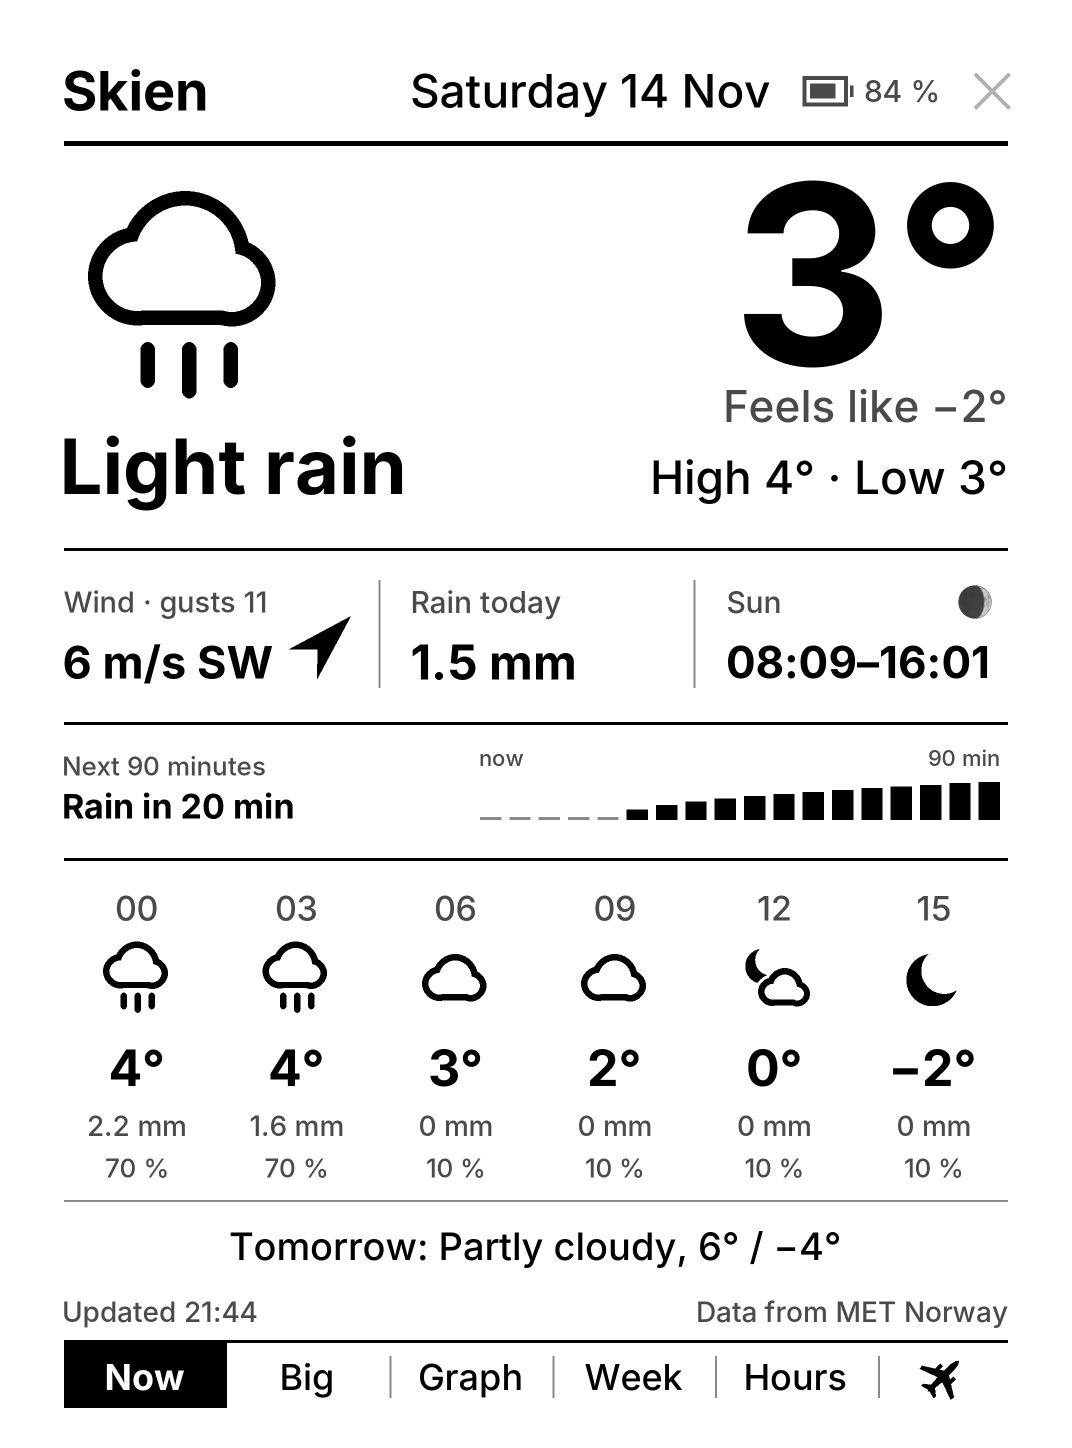 Skien
Saturday 14 Nov
84 %
3°
Feels like −2°
Light rain
High 4° · Low 3°
Wind · gusts 11
6 m/s SW
Rain today
1.5 mm
Sun
08:09–16:01
Next 90 minutes
Rain in 20 min
now
90 min
00 03 06 09 12 15
4° 4° 3° 2° 0° −2°
2.2 mm 1.6 mm 0 mm 0 mm 0 mm 0 mm
70 % 70 % 10 % 10 % 10 % 10 %
Tomorrow: Partly cloudy, 6° / −4°
Updated 21:44
Data from MET Norway
Now Big Graph Week Hours